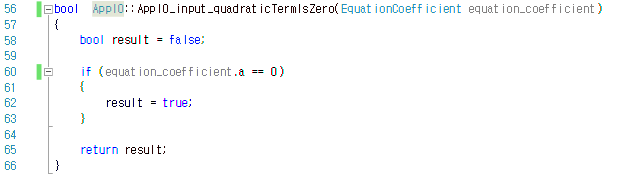 56 bool AppIO::AppIO_input_quadraticTermIsZero(EquationCoefficient equation_coefficient)
57 {
58 bool result = false;
59
60 if (equation_coefficient.a == 0)
61 {
62 result = true;
63 }
64
65 return result;
66 }